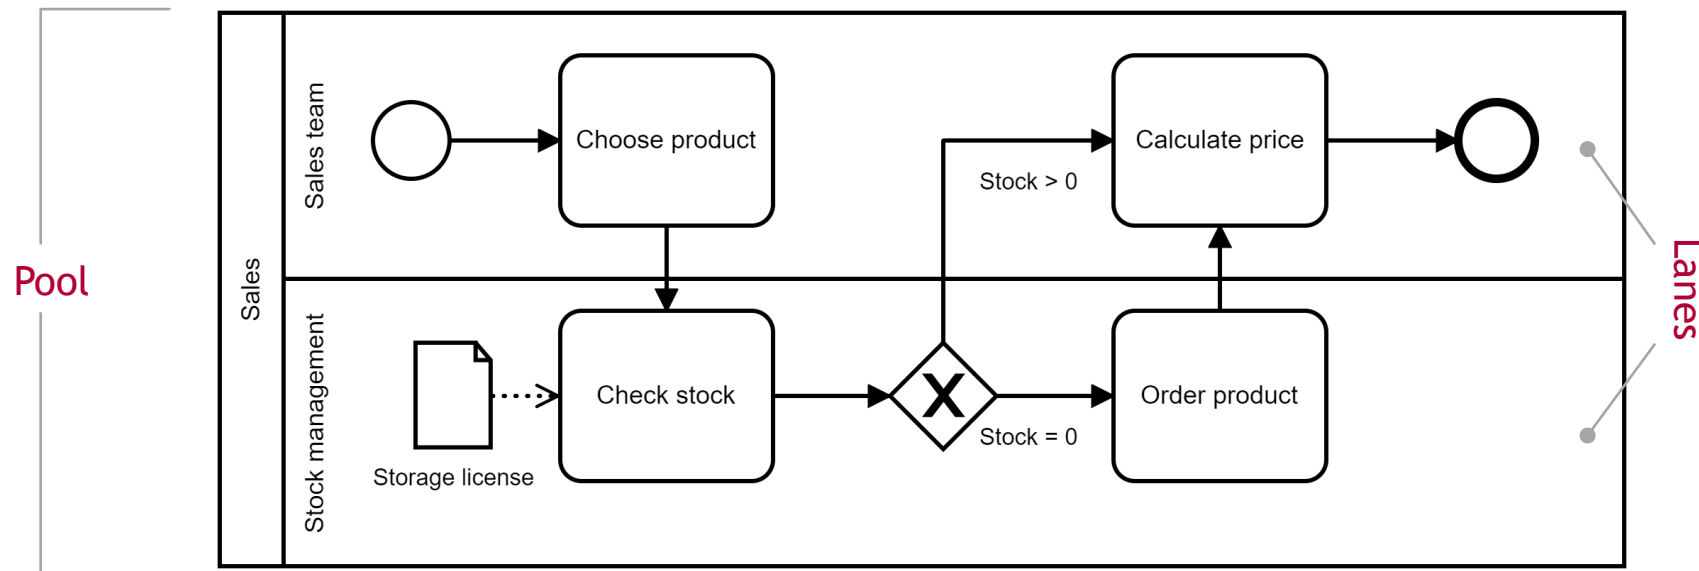 Pool
Sales
Sales team
Choose product
Calculate price
Stock > 0
Lanes
Stock management
Check stock
Order product
Stock = 0
Storage license
X